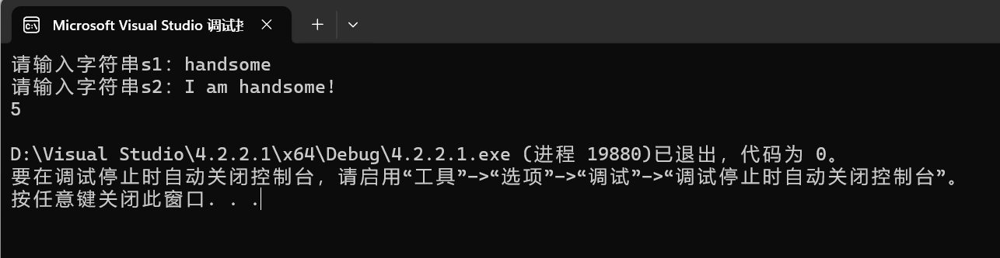 Microsoft Visual Studio 调试
请输入字符串s1：handsome
请输入字符串s2：I am handsome!
5
D:\Visual Studio\4.2.2.1\x64\Debug\4.2.2.1.exe (进程 19880)已退出，代码为 0。
要在调试停止时自动关闭控制台，请启用“工具”->“选项”->“调试”->“调试停止时自动关闭控制台”。
按任意键关闭此窗口. . .